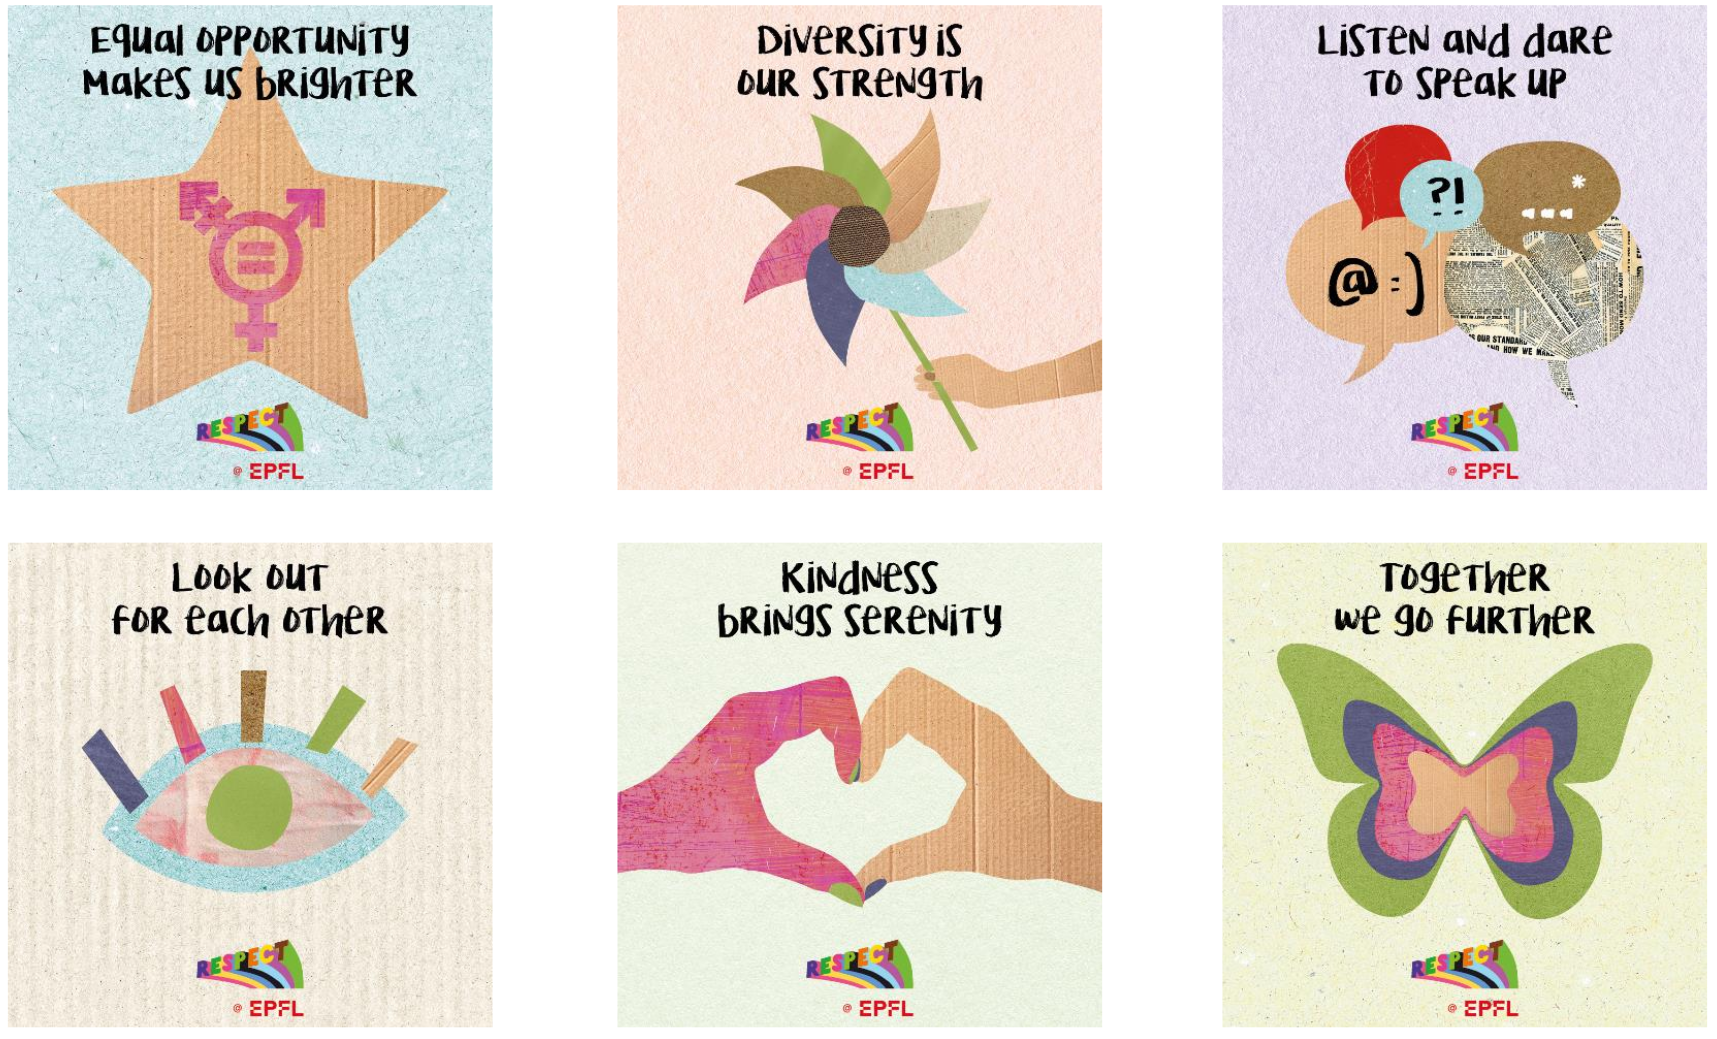 Equal opportunity
makes us brighter
=
RESPECT
@ EPFL
Diversity is
our strength
RESPECT
@ EPFL
Listen and dare
to speak up
?!
*
...
@ :)
OUR STANDARD
AND HOW WE MAKE
RESPECT
@ EPFL
Look out
for each other
RESPECT
@ EPFL
Kindness
brings serenity
RESPECT
@ EPFL
Together
we go further
RESPECT
@ EPFL